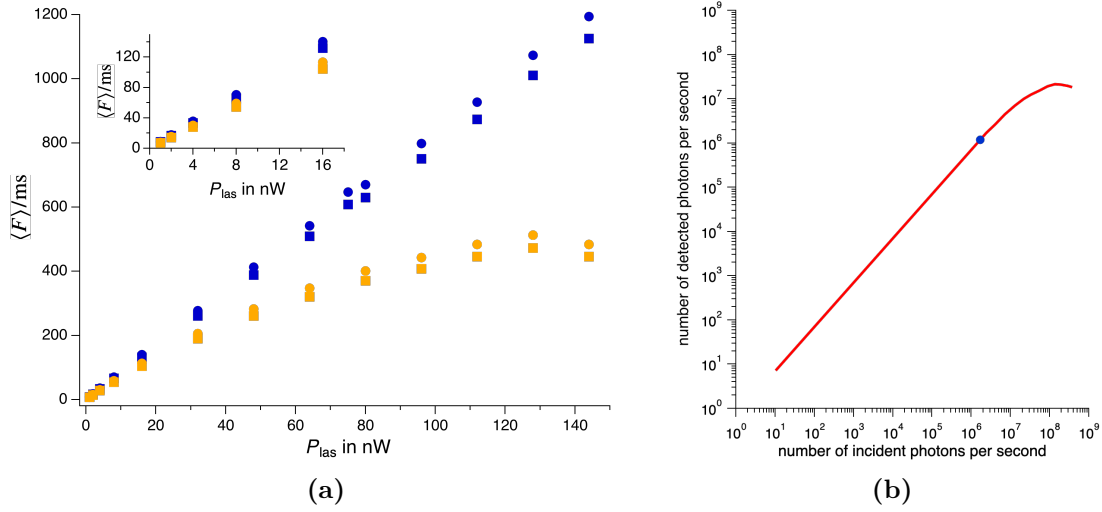 1200
1000
800
600
400
200
0
⟨F⟩/ms
0 20 40 60 80 100 120 140
P_las in nW
120
80
40
0
⟨F⟩/ms
0 4 8 12 16
P_las in nW
(a)
10^9
10^8
10^7
10^6
10^5
10^4
10^3
10^2
10^1
10^0
number of detected photons per second
10^0 10^1 10^2 10^3 10^4 10^5 10^6 10^7 10^8 10^9
number of incident photons per second
(b)